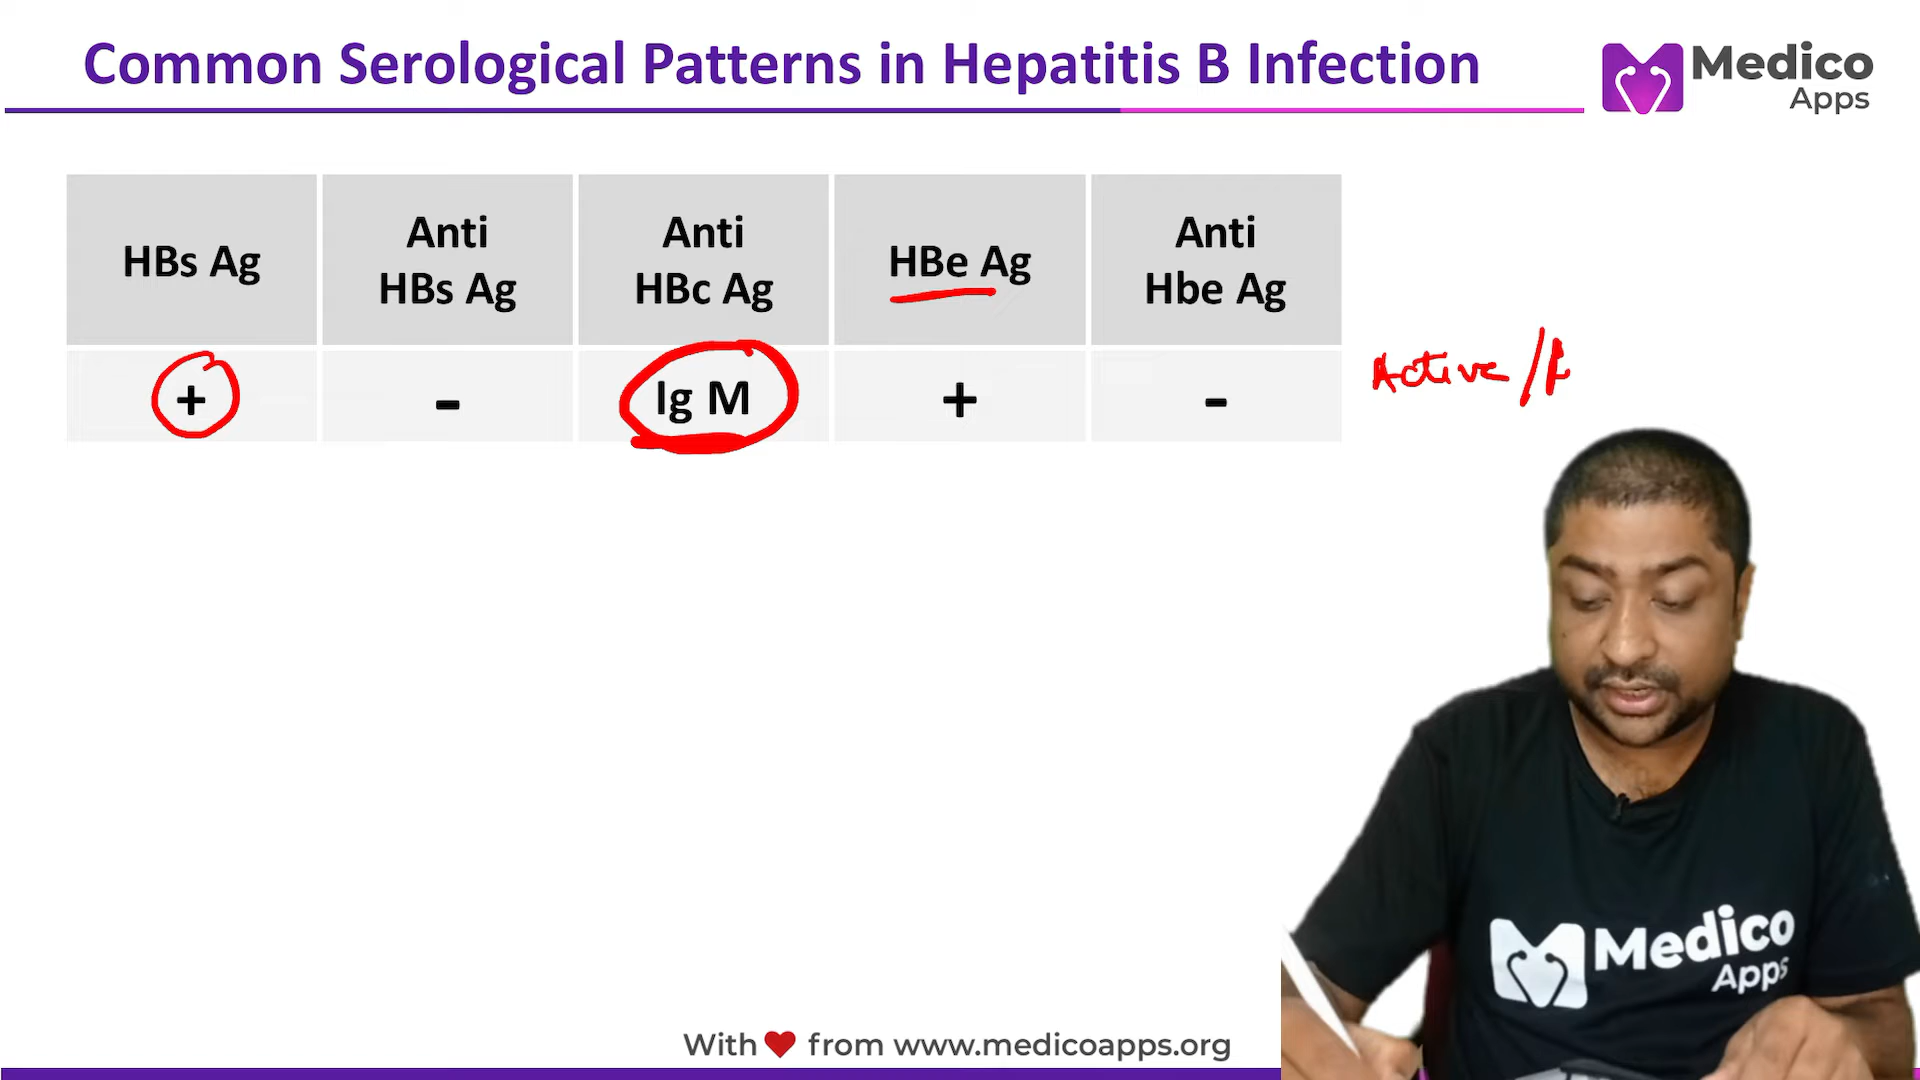 Common Serological Patterns in Hepatitis B Infection
Medico
Apps
HBs Ag
Anti
HBs Ag
Anti
HBc Ag
HBe Ag
Anti
Hbe Ag
+
-
Ig M
+
-
Active /
Medico
Apps
With ❤ from www.medicoapps.org